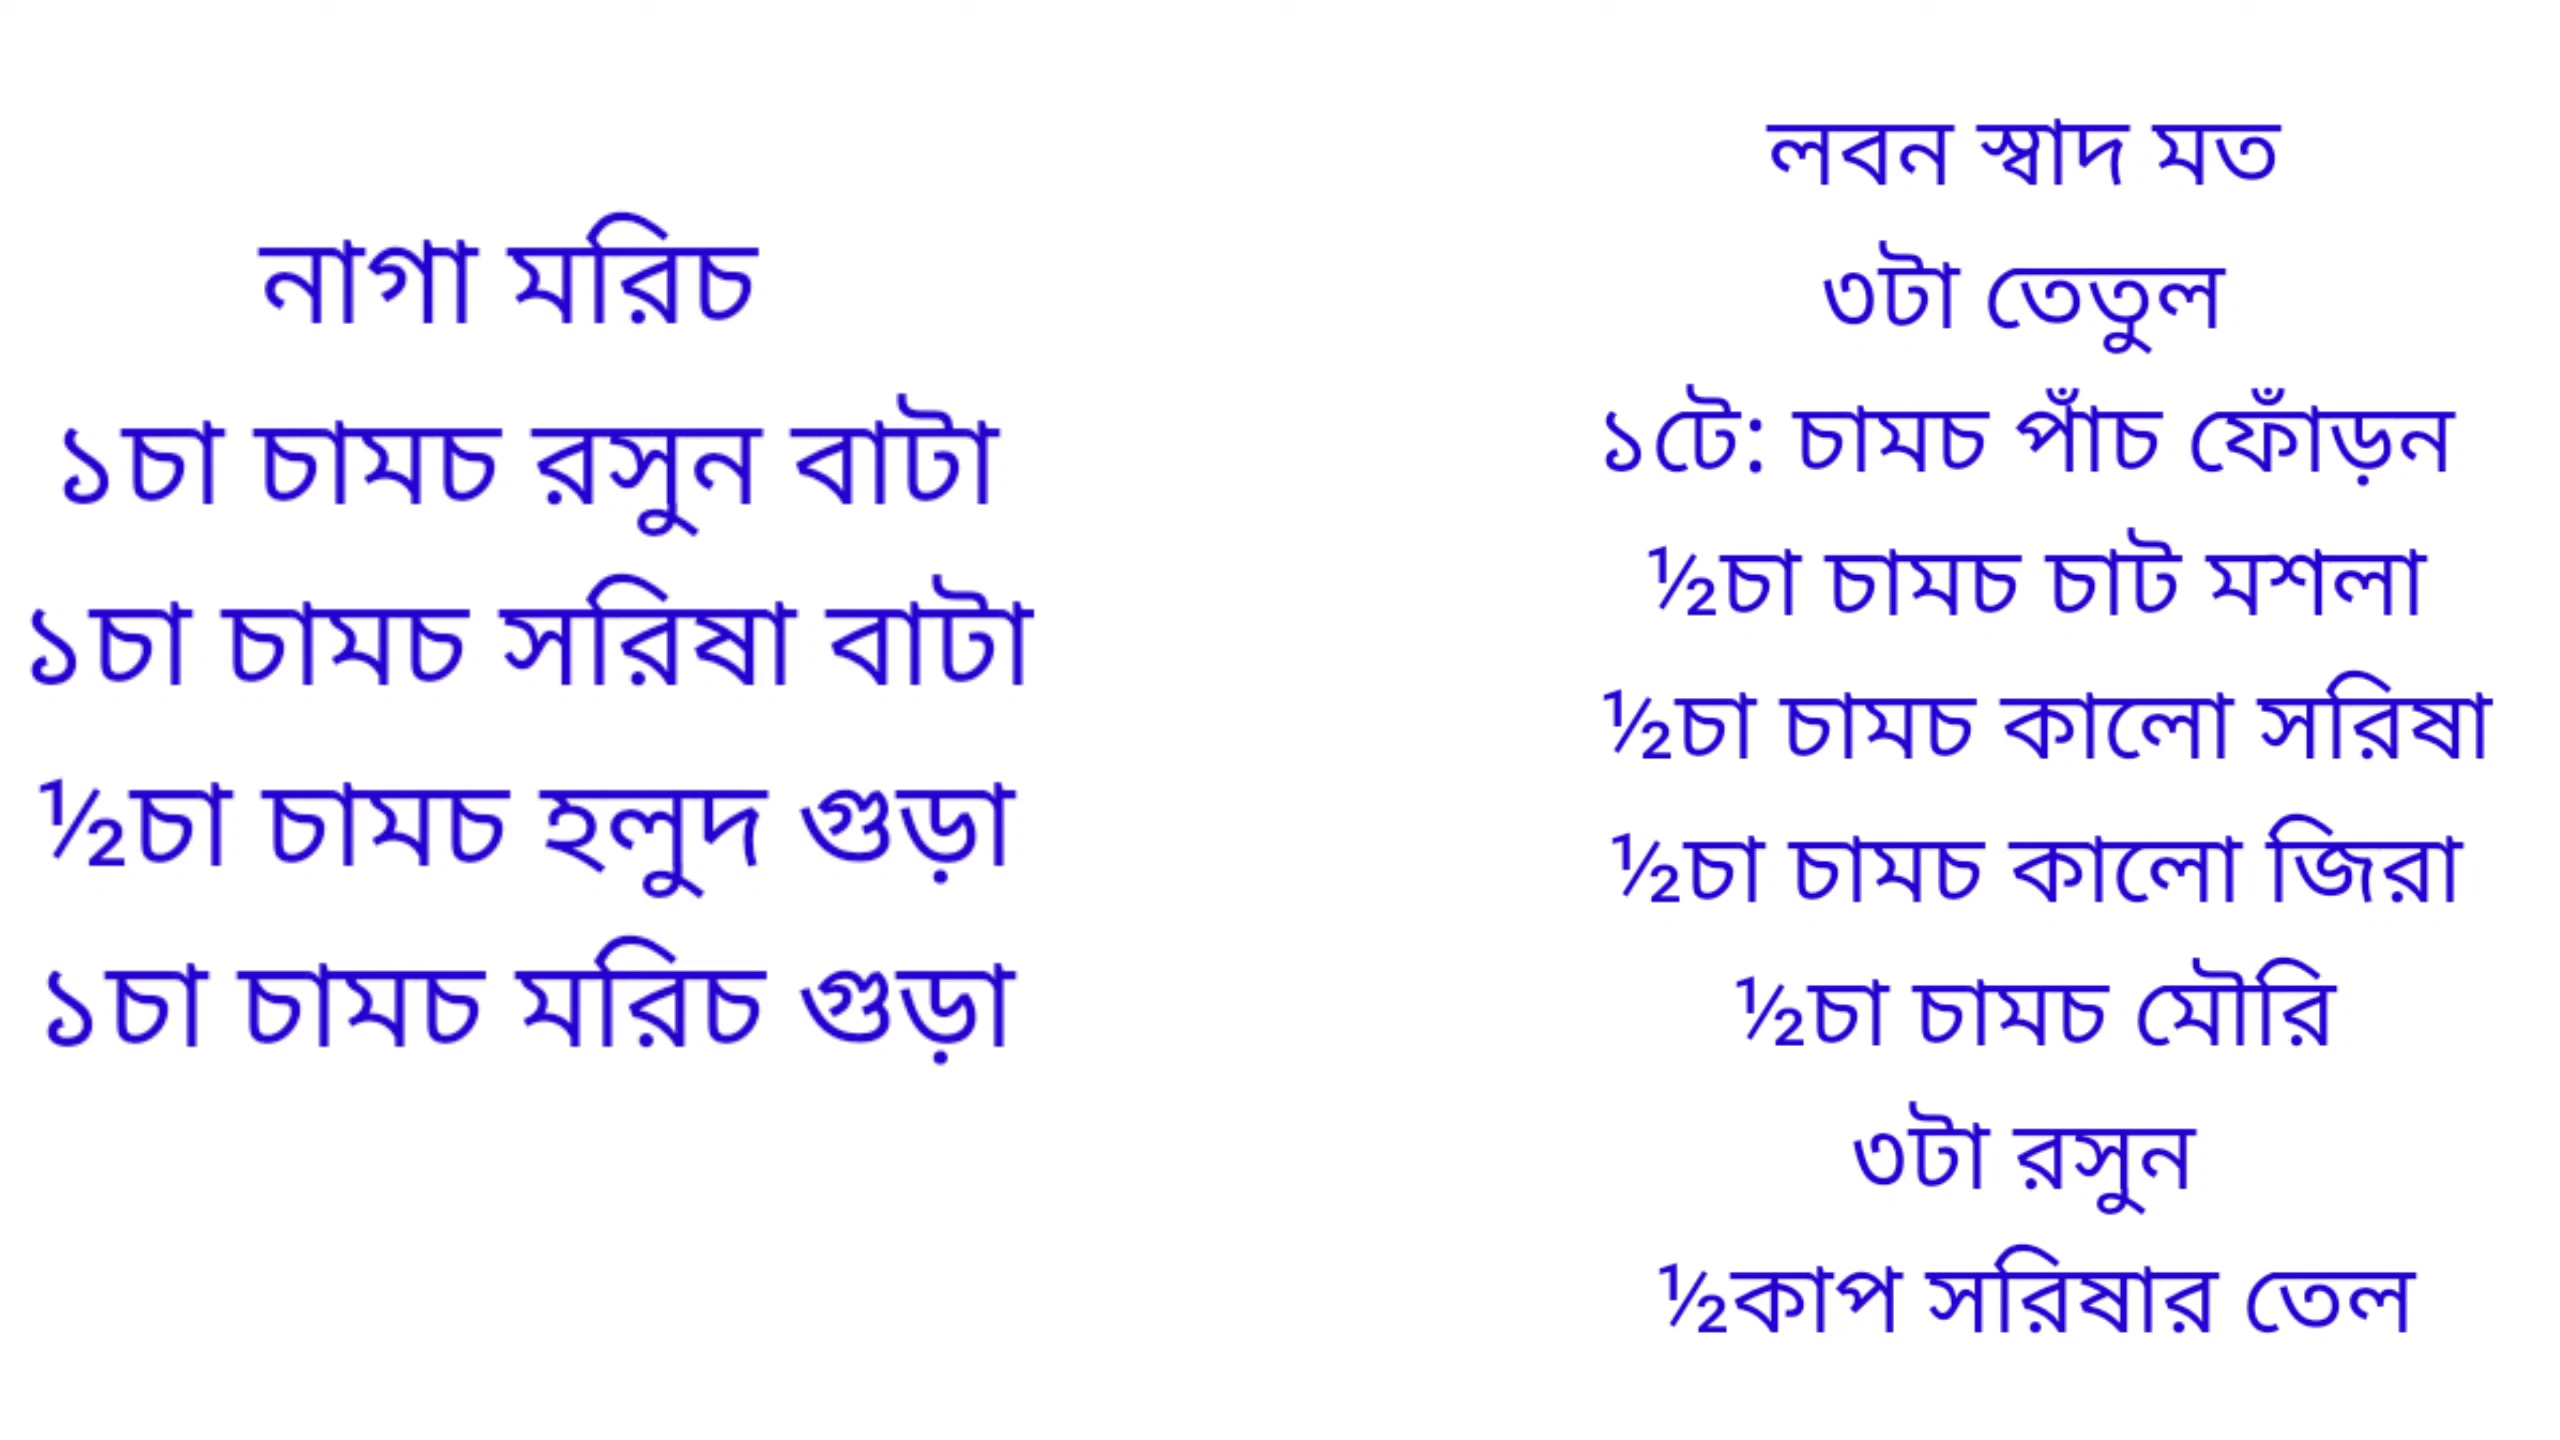 নাগা মরিচ
১চা চামচ রসুন বাটা
১চা চামচ সরিষা বাটা
½চা চামচ হলুদ গুড়া
১চা চামচ মরিচ গুড়া
লবন স্বাদ মত
৩টা তেতুল
১টে: চামচ পাঁচ ফোঁড়ন
½চা চামচ চাট মশলা
½চা চামচ কালো সরিষা
½চা চামচ কালো জিরা
½চা চামচ মৌরি
৩টা রসুন
½কাপ সরিষার তেল